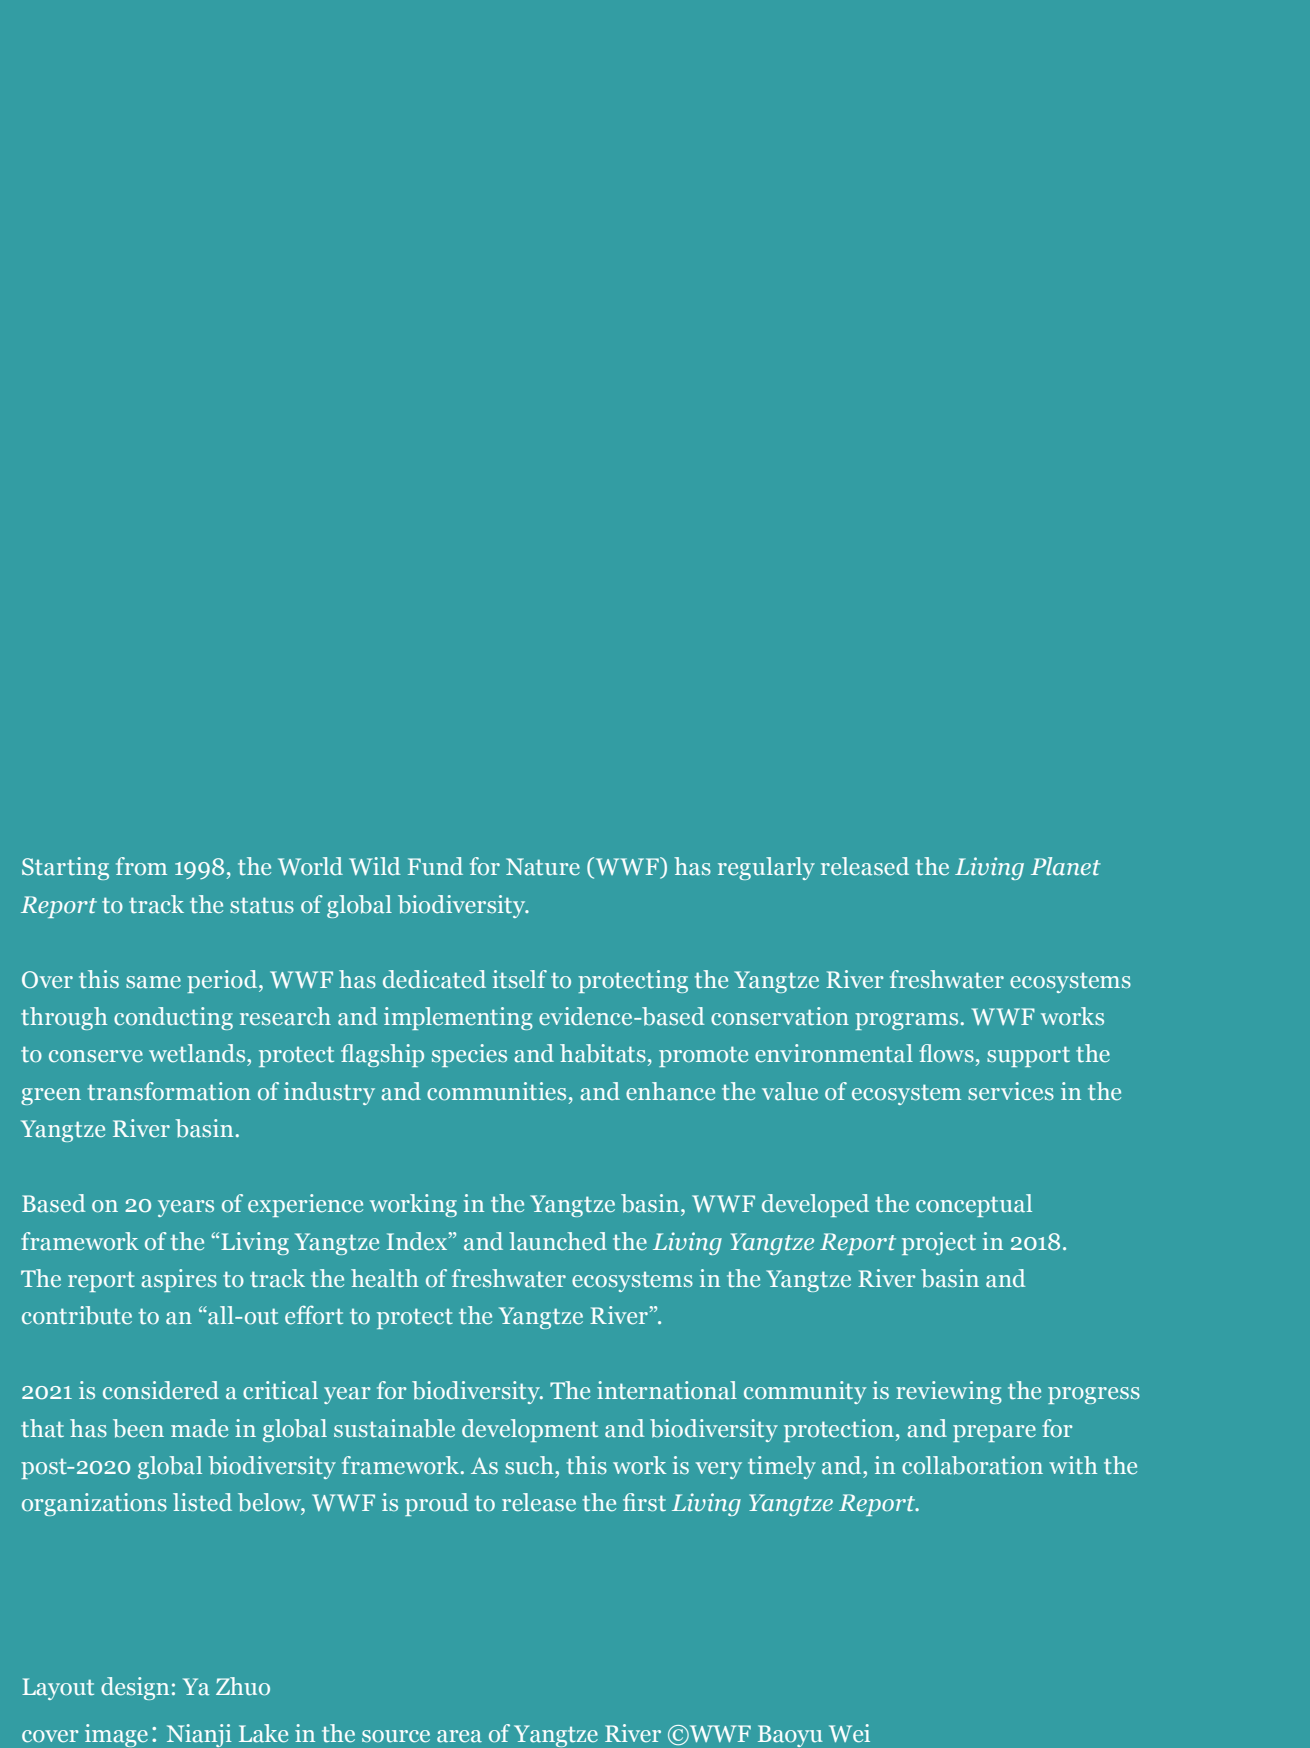 Starting from 1998, the World Wild Fund for Nature (WWF) has regularly released the Living Planet
Report to track the status of global biodiversity.
Over this same period, WWF has dedicated itself to protecting the Yangtze River freshwater ecosystems
through conducting research and implementing evidence-based conservation programs. WWF works
to conserve wetlands, protect flagship species and habitats, promote environmental flows, support the
green transformation of industry and communities, and enhance the value of ecosystem services in the
Yangtze River basin.
Based on 20 years of experience working in the Yangtze basin, WWF developed the conceptual
framework of the “Living Yangtze Index” and launched the Living Yangtze Report project in 2018.
The report aspires to track the health of freshwater ecosystems in the Yangtze River basin and
contribute to an “all-out effort to protect the Yangtze River”.
2021 is considered a critical year for biodiversity. The international community is reviewing the progress
that has been made in global sustainable development and biodiversity protection, and prepare for
post-2020 global biodiversity framework. As such, this work is very timely and, in collaboration with the
organizations listed below, WWF is proud to release the first Living Yangtze Report.
Layout design: Ya Zhuo
cover image：Nianji Lake in the source area of Yangtze River ©WWF Baoyu Wei